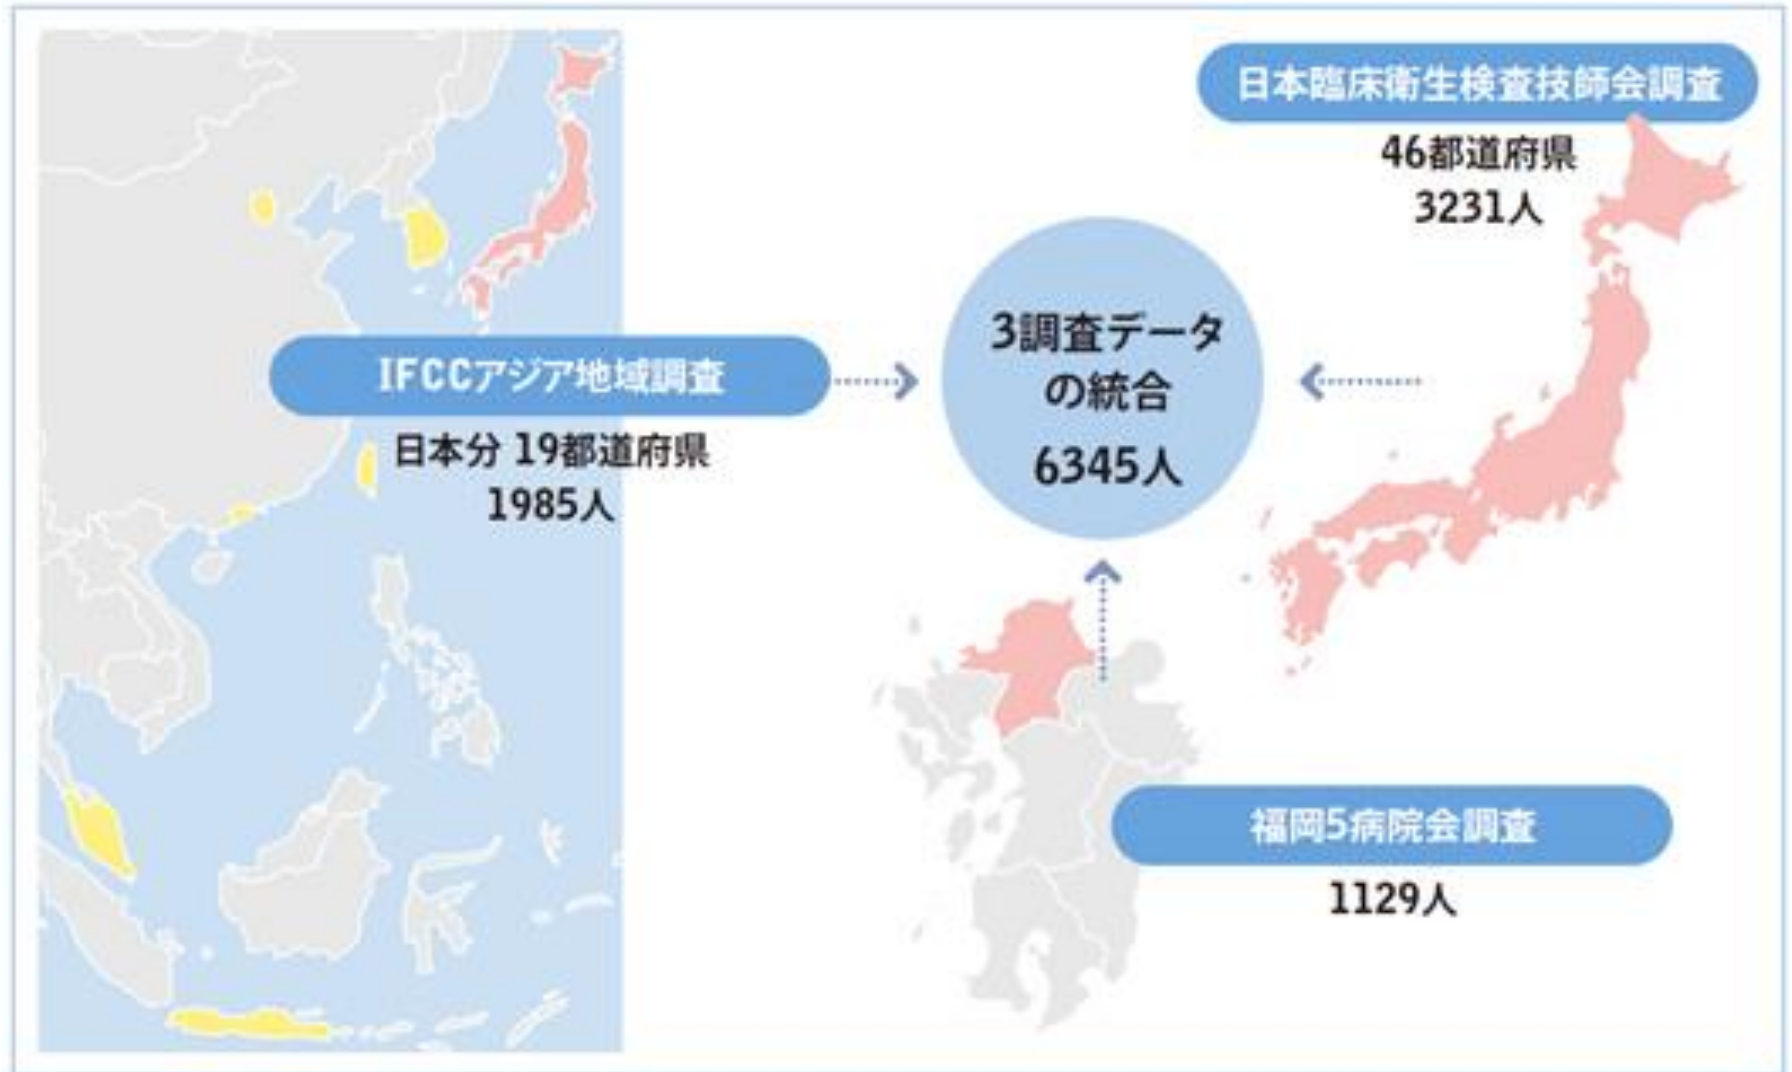 日本臨床衛生検査技師会調査
46都道府県
3231人
3調査データ
の統合
6345人
IFCCアジア地域調査
日本分 19都道府県
1985人
福岡5病院会調査
1129人